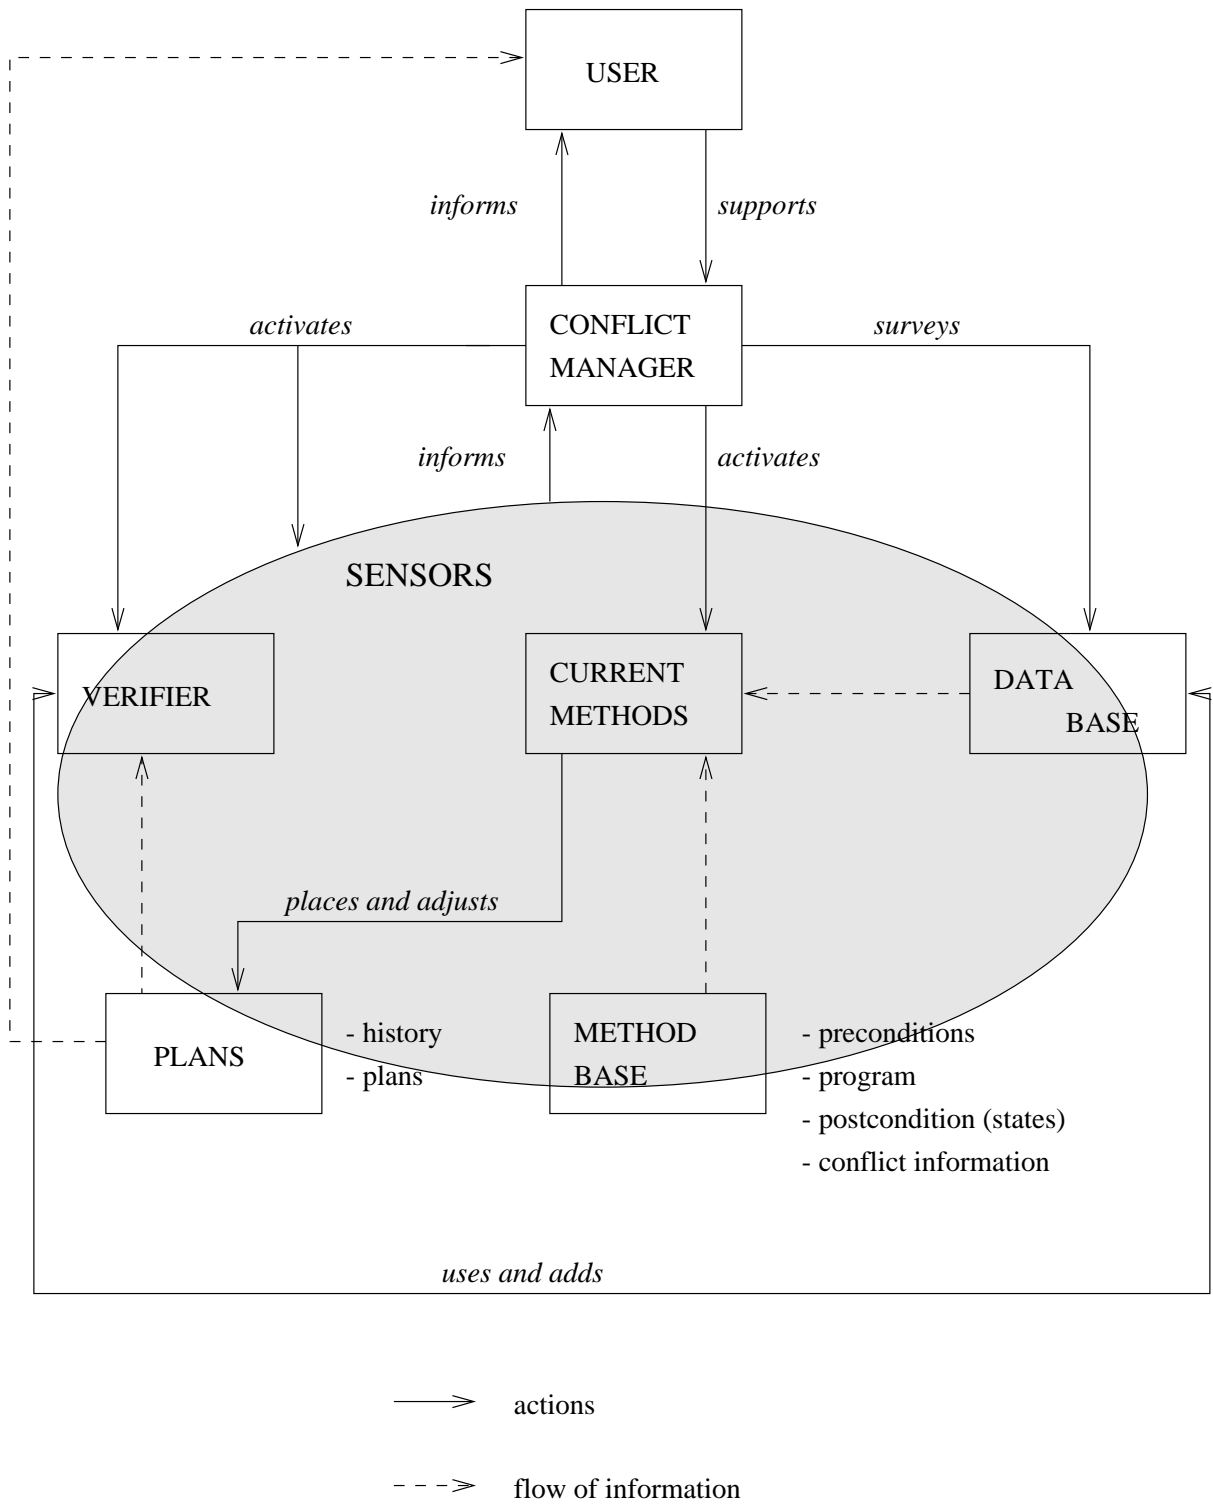 USER
informs
supports
activates
CONFLICT
MANAGER
surveys
informs
activates
SENSORS
VERIFIER
CURRENT
METHODS
DATA
BASE
places and adjusts
PLANS
- history
- plans
METHOD
BASE
- preconditions
- program
- postcondition (states)
- conflict information
uses and adds
actions
flow of information